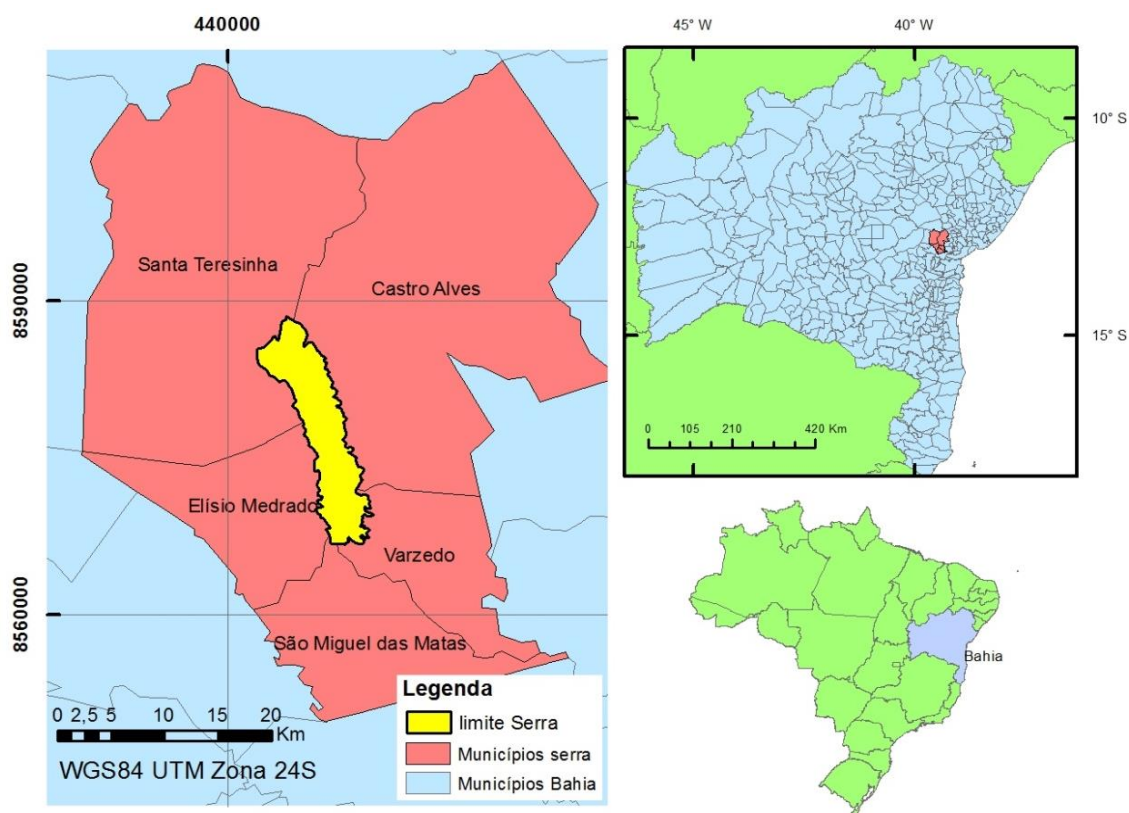 440000
8590000
8560000
Santa Teresinha
Castro Alves
Elísio Medrado
Varzedo
São Miguel das Matas
0 2,5 5 10 15 20
Km
WGS84 UTM Zona 24S
Legenda
limite Serra
Municípios serra
Municípios Bahia
45° W 40° W
10° S
15° S
0 105 210 420 Km
Bahia